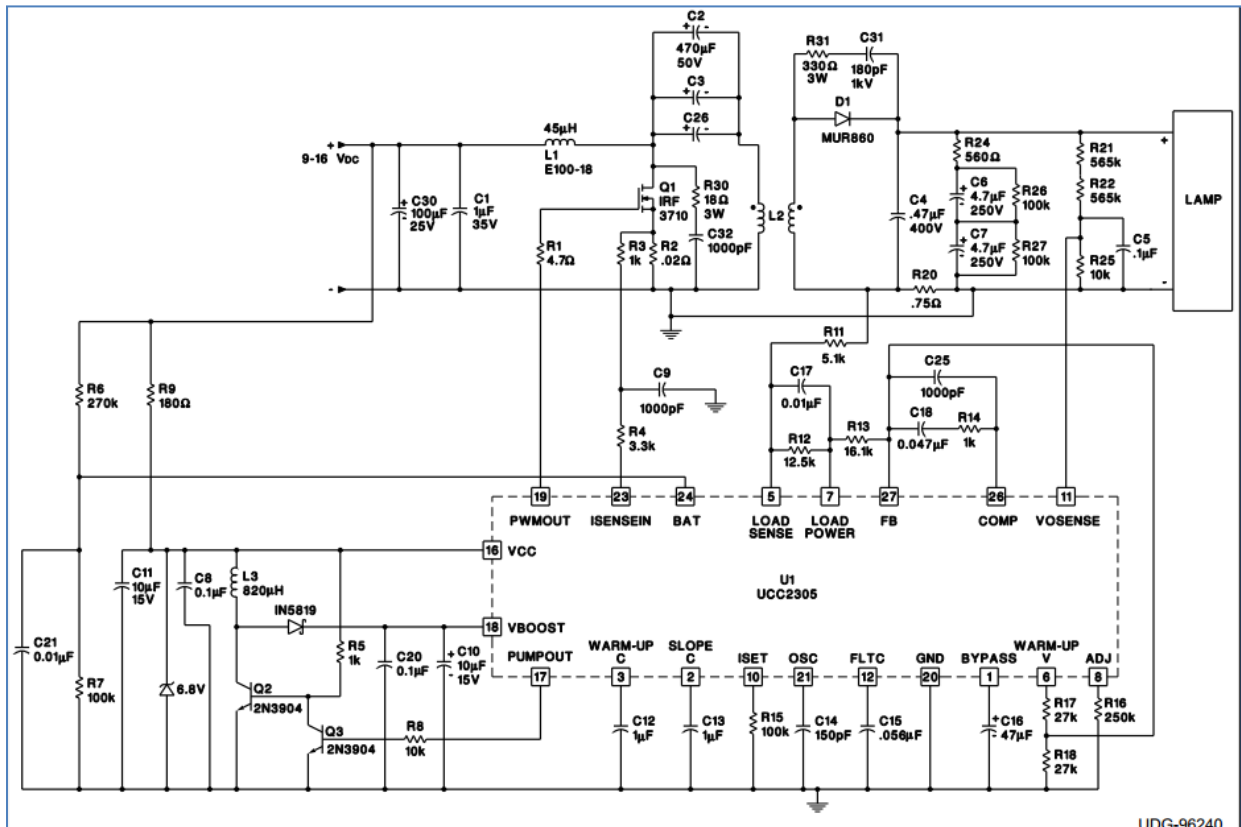 C2
+ -
470µF
50V
C3
+ -
C26
+ -
R31
330Ω
3W
C31
180pF
1kV
D1
MUR860
45µH
L1
E100-18
+
9-16 VDC
-
C30
+
-
100µF
25V
C1
1µF
35V
Q1
IRF
3710
R30
18Ω
3W
C32
1000pF
L2
R1
4.7Ω
R3
1k
R2
.02Ω
C4
.47µF
400V
R24
560Ω
C6
+
-
4.7µF
250V
C7
+
-
4.7µF
250V
R26
100k
R27
100k
R21
565k
R22
565k
C5
.1µF
R25
10k
+
-
LAMP
R20
.75Ω
R11
5.1k
R6
270k
R9
180Ω
C9
1000pF
R4
3.3k
C17
0.01µF
R12
12.5k
R13
16.1k
C25
1000pF
C18
0.047µF
R14
1k
19 23 24 5 7 27 26 11
PWMOUT ISENSEIN BAT LOAD SENSE LOAD POWER FB COMP VOSENSE
16 VCC
U1
UCC2305
18 VBOOST
PUMPOUT
17
WARM-UP C
3
SLOPE C
2
ISET
10
OSC
21
FLTC
12
GND
20
BYPASS
1
WARM-UP V
6
ADJ
8
C21
0.01µF
R7
100k
C11
10µF
15V
6.8V
C8
0.1µF
L3
820µH
IN5819
R5
1k
C20
0.1µF
C10
+
-
10µF
15V
Q2
2N3904
Q3
2N3904
R8
10k
C12
1µF
C13
1µF
R15
100k
C14
150pF
C15
.056µF
C16
+
-
47µF
R17
27k
R18
27k
R16
250k
UDG-96240